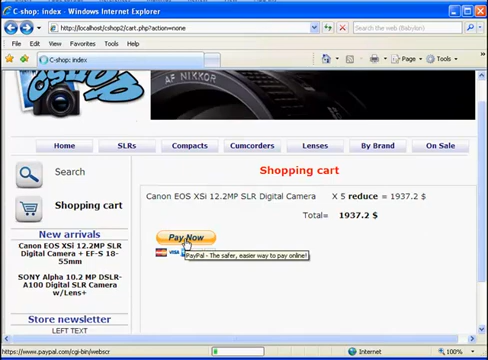 C-shop: index - Windows Internet Explorer
http://localhost/cshop2/cart.php?action=none
Search the web (Babylon)
File Edit View Favorites Tools Help
C-shop: index
Page Tools
Cshop
AF NIKKOR
Home SLRs Compacts Cumcorders Lenses By Brand On Sale
Search
Shopping cart
Shopping cart
Canon EOS XSi 12.2MP SLR Digital Camera X 5 reduce = 1937.2 $
Total= 1937.2 $
Pay Now
VISA
PayPal - The safer, easier way to pay online!
New arrivals
Canon EOS XSi 12.2MP SLR
Digital Camera + EF-S 18-
55mm
SONY Alpha 10.2 MP DSLR-
A100 Digital SLR Camera
w/Lens+
Store newsletter
LEFT TEXT
https://www.paypal.com/cgi-bin/webscr
Internet
100%